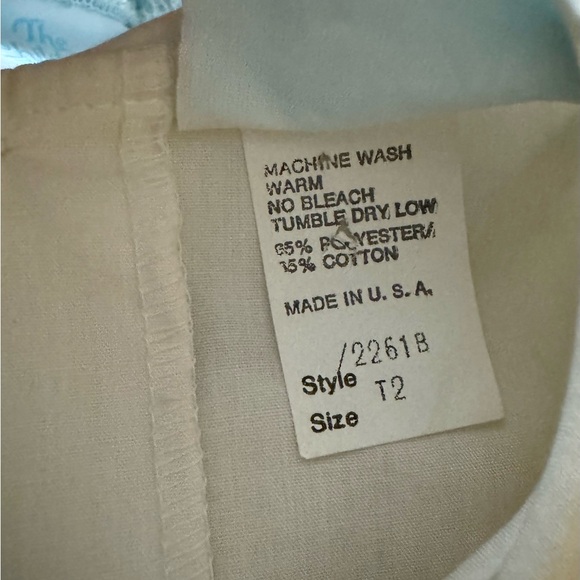 The
MACHINE WASH
WARM
NO BLEACH
TUMBLE DRY, LOW
65% POLYESTER/
35% COTTON
MADE IN U. S. A.
/2261B
Style
T2
Size